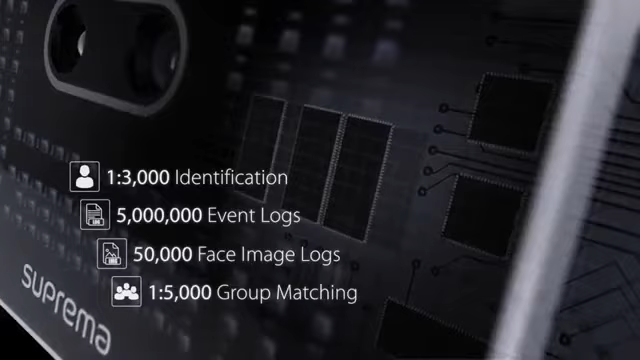 1:3,000 Identification
5,000,000 Event Logs
50,000 Face Image Logs
1:5,000 Group Matching
suprema